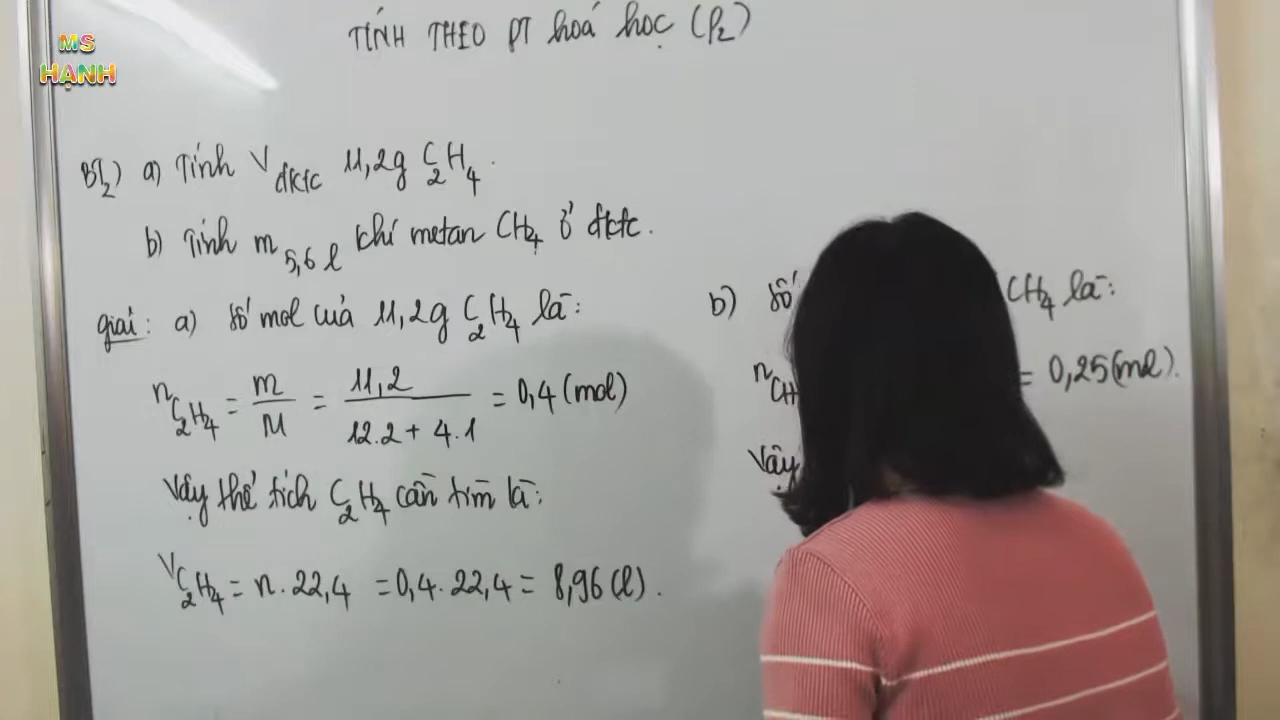 MS
HẠNH
TÍNH THEO PT hoá học (P2)
BT2) a) Tính Vđktc 11,2g C2H4.
b) Tính m 5,6 l khí metan CH4 ở đktc.
giải: a) số mol của 11,2g C2H4 là:
nC2H4 = m/M = 11,2/(12.2 + 4.1) = 0,4 (mol)
Vậy thể tích C2H4 cần tìm là:
VC2H4 = n.22,4 = 0,4.22,4 = 8,96 (l).
b) số CH4 là:
nCH = 0,25 (mol).
Vậy